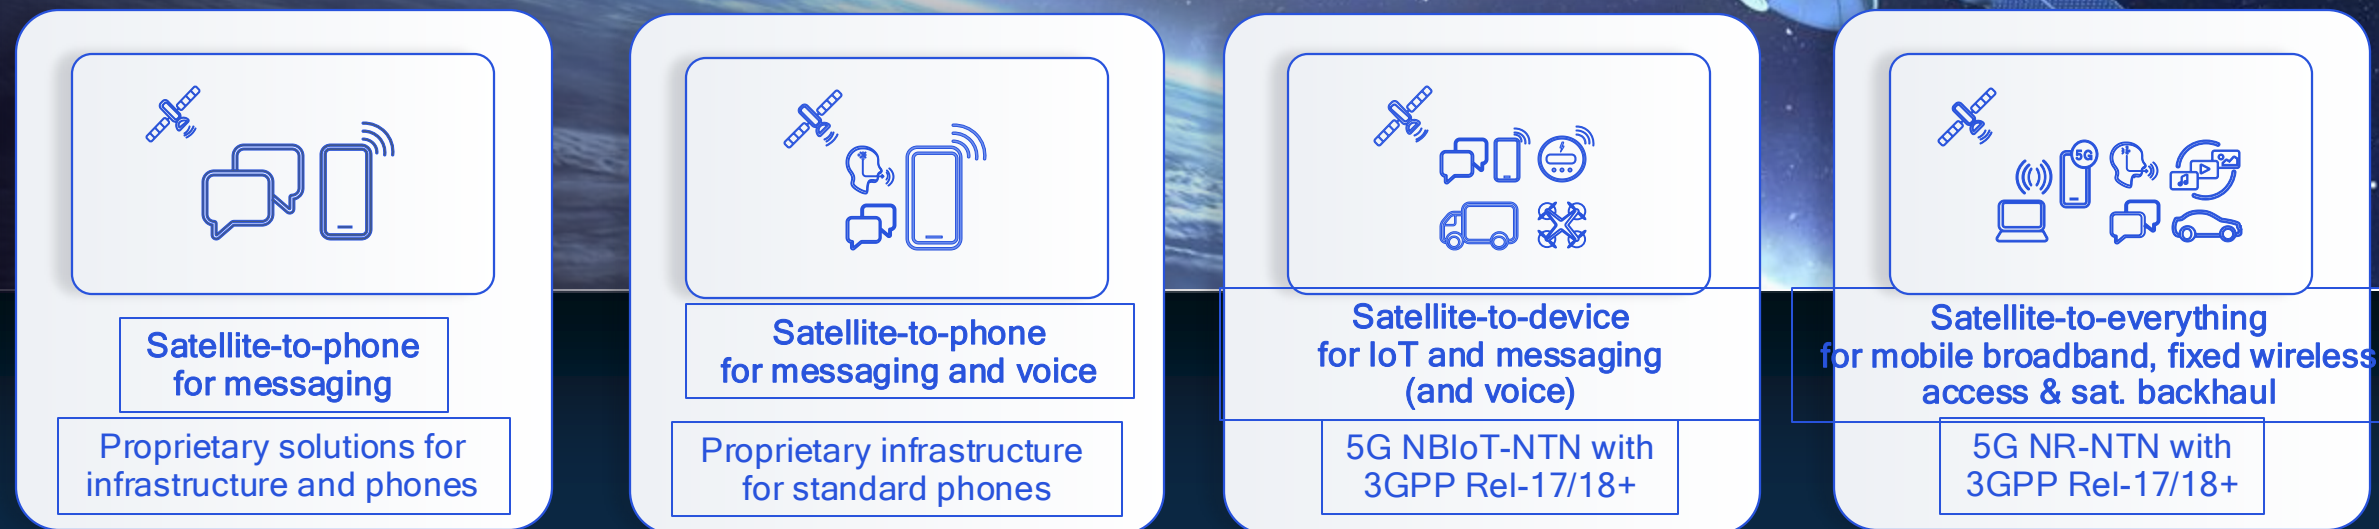 Satellite-to-phone
for messaging
Proprietary solutions for
infrastructure and phones
Satellite-to-phone
for messaging and voice
Proprietary infrastructure
for standard phones
Satellite-to-device
for IoT and messaging
(and voice)
5G NBIoT-NTN with
3GPP Rel-17/18+
5G
Satellite-to-everything
for mobile broadband, fixed wireless
access & sat. backhaul
5G NR-NTN with
3GPP Rel-17/18+